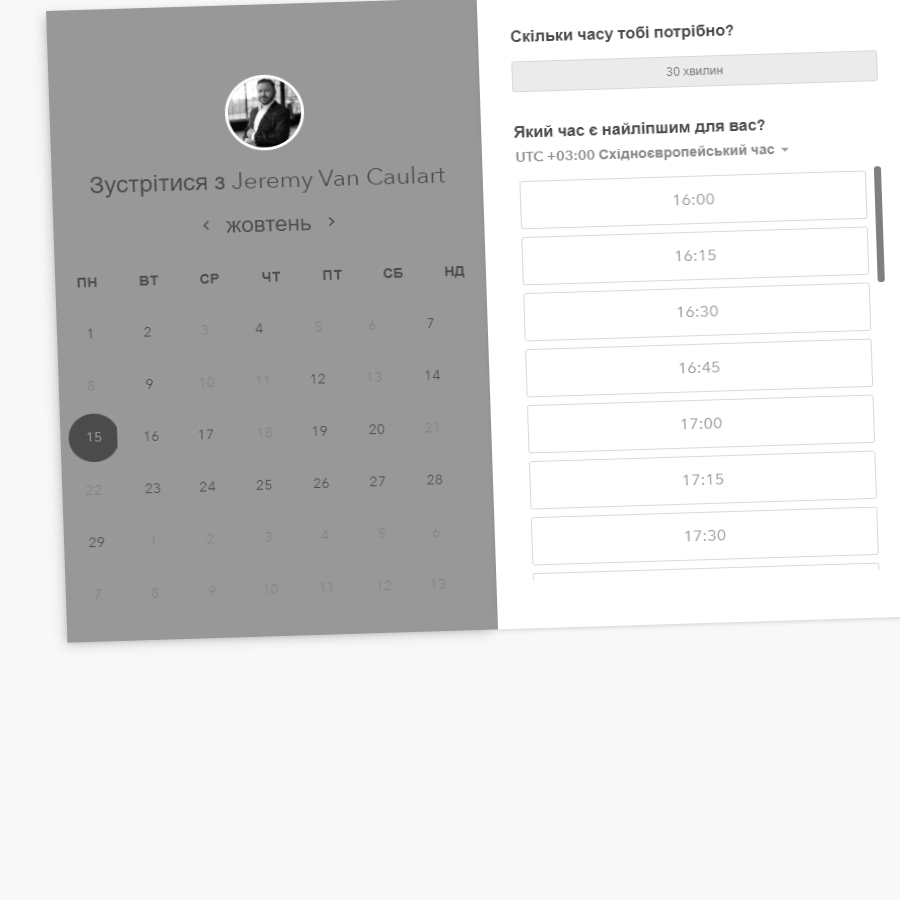 Зустрітися з Jeremy Van Caulart
жовтень
ПН ВТ СР ЧТ ПТ СБ НД
1 2 3 4 5 6 7
8 9 10 11 12 13 14
15 16 17 18 19 20 21
22 23 24 25 26 27 28
29 1 2 3 4 5 6
7 8 9 10 11 12 13
Скільки часу тобі потрібно?
30 хвилин
Який час є найліпшим для вас?
UTC +03:00 Східноєвропейський час
16:00
16:15
16:30
16:45
17:00
17:15
17:30